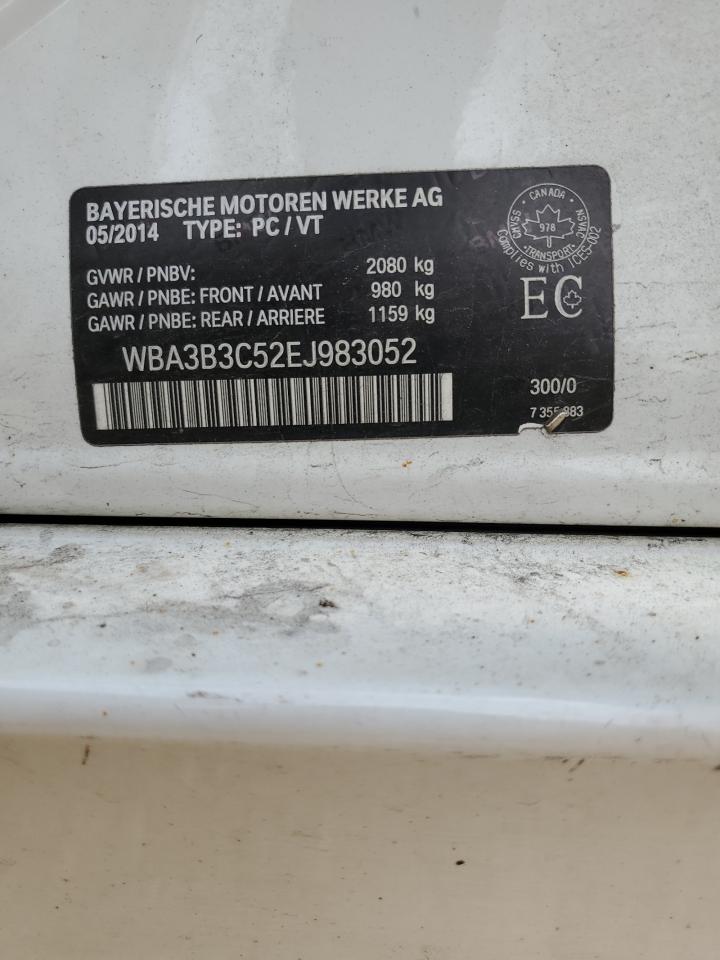 BAYERISCHE MOTOREN WERKE AG
05/2014 TYPE: PC / VT
GVWR / PNBV: 2080 kg
GAWR / PNBE: FRONT / AVANT 980 kg
GAWR / PNBE: REAR / ARRIERE 1159 kg
WBA3B3C52EJ983052
CANADA
978
TRANSPORT
NSVAC
Complies with ICES-002
EC
300/0